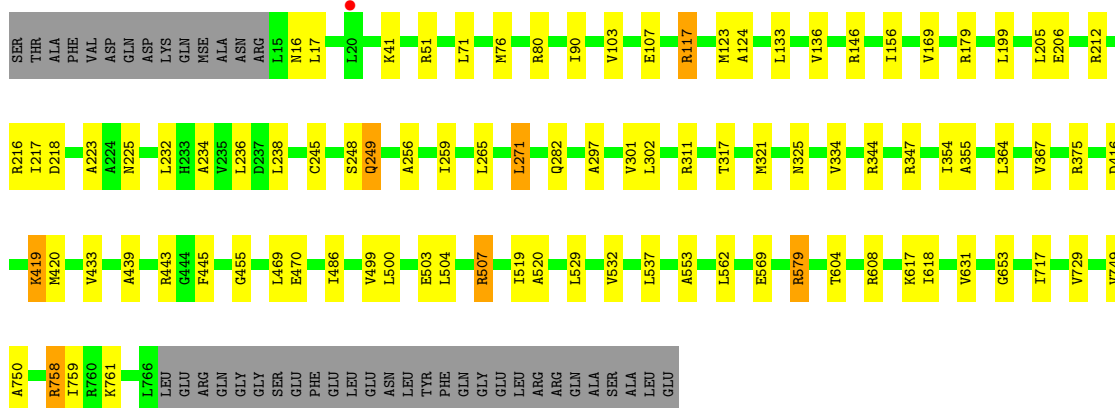 SER THR ALA PHE VAL ASP GLN ASP LYS GLN MSE ALA ASN ARG L15 N16 L17 L20 K41 R51 L71 M76 R80 I90 V103 E107 R117 M123 A124 L133 V136 R146 I156 V169 R179 L199 L205 E206 R212
R216 I217 D218 A223 A224 N225 L232 H233 A234 V235 L236 D237 L238 C245 S248 Q249 A256 I259 L265 L271 Q282 A297 V301 L302 R311 T317 M321 N325 V334 R344 R347 I354 A355 L364 V367 R375
K419 M420 V433 A439 R443 G444 F445 G455 L469 E470 I486 V499 L500 E503 L504 R507 I519 A520 L529 V532 L537 A553 L562 E569 R579 T604 R608 K617 I618 V631 G653 I717 V729
A750 R758 I759 R760 K761 L766 LEU GLU ARG GLN GLY GLY SER GLU PHE GLU LEU GLU ASN LEU TYR PHE GLN GLY GLU LEU ARG ARG GLN ALA SER ALA LEU GLU